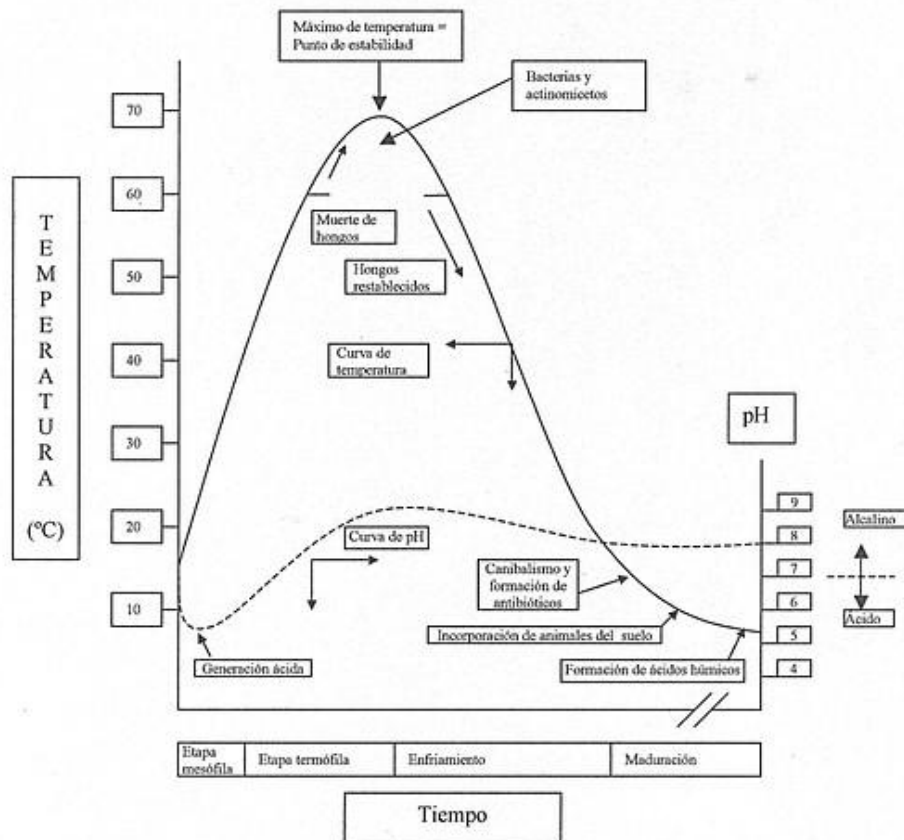 Máximo de temperatura =
Punto de estabilidad
Bacterias y
actinomicetos
70
60
50
40
30
20
10
TEMPERATURA
(ºC)
Muerte de
hongos
Hongos
restablecidos
Curva de
temperatura
pH
9
8
7
6
5
4
Alcalino
Ácido
Curva de pH
Canibalismo y
formación de
antibióticos
Incorporación de animales del suelo
Generación ácida
Formación de ácidos húmicos
Etapa
mesófila
Etapa termófila
Enfriamiento
Maduración
Tiempo